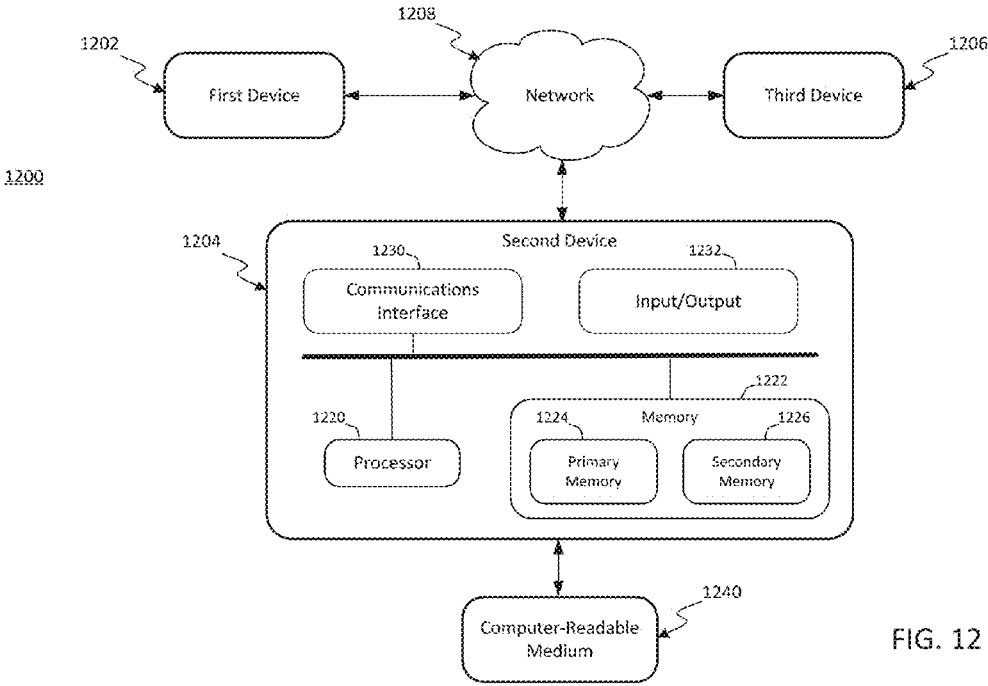 1208
1202
1206
First Device
Network
Third Device
1200
1204
Second Device
1230
1232
Communications
Interface
Input/Output
1222
1220
1224
Memory
1226
Processor
Primary
Memory
Secondary
Memory
1240
Computer-Readable
Medium
FIG. 12